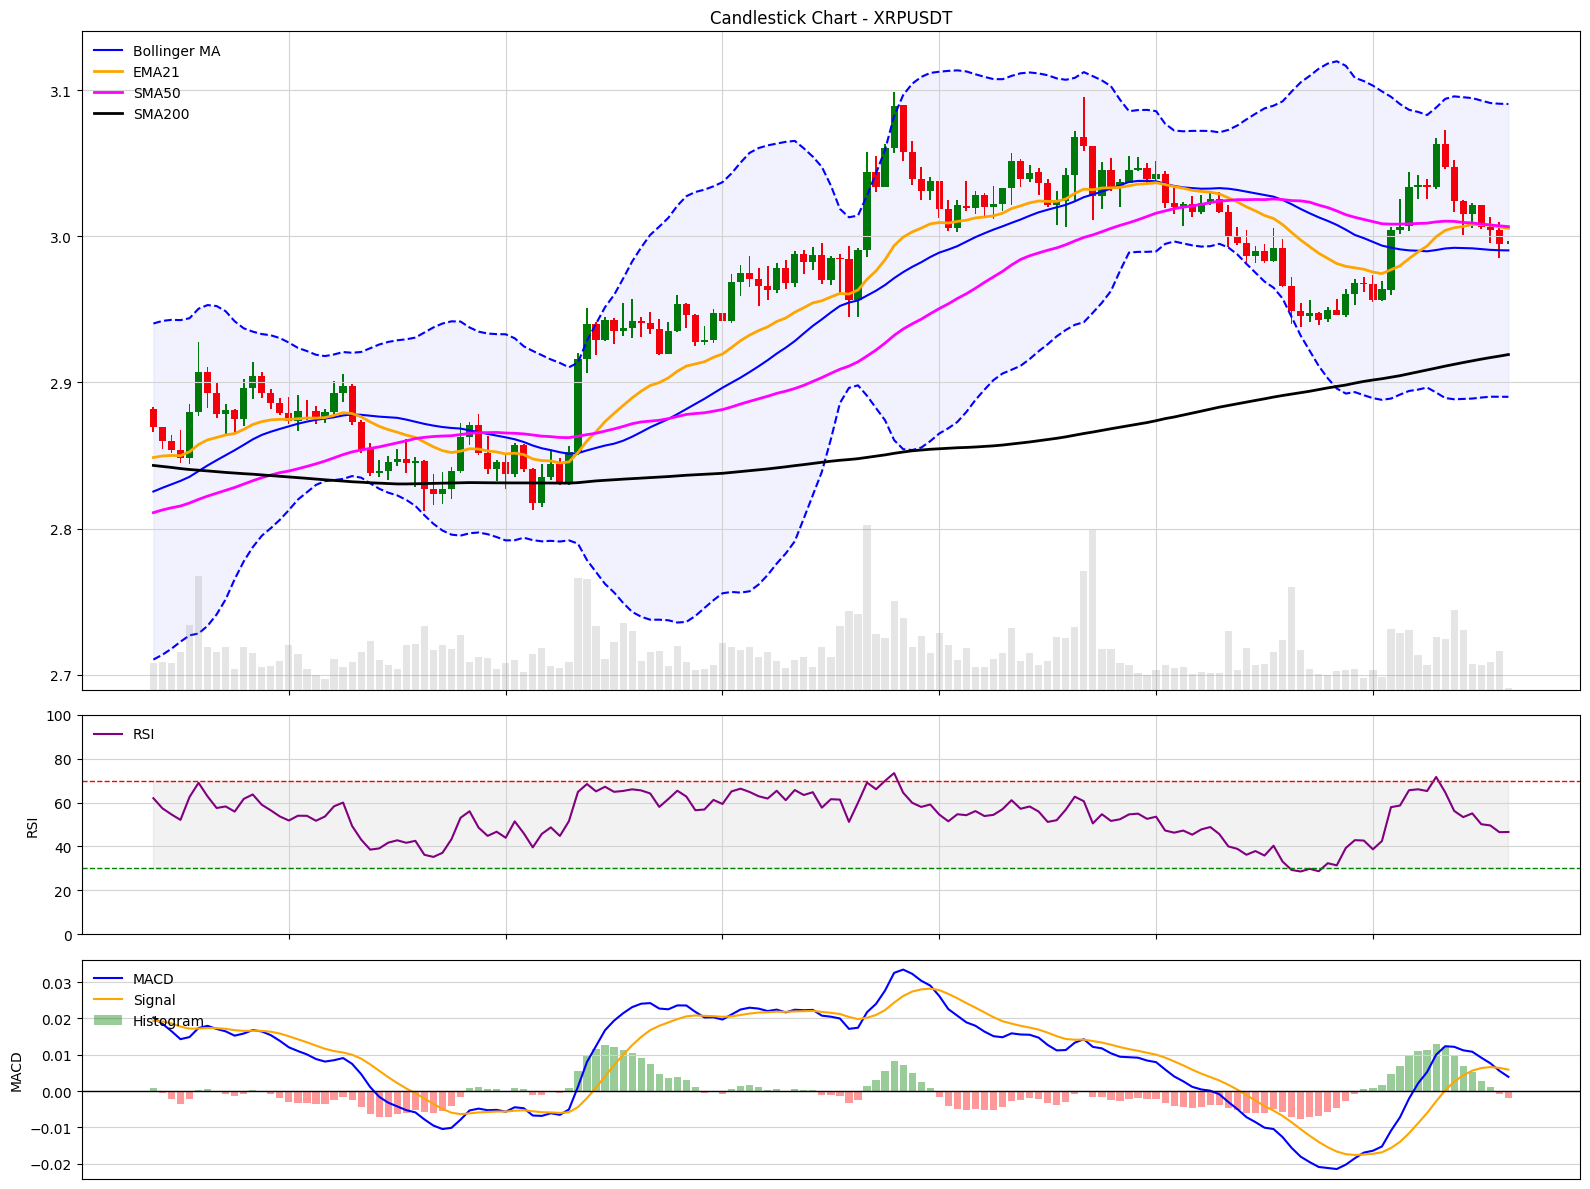 Candlestick Chart - XRPUSDT
Bollinger MA
EMA21
SMA50
SMA200
3.1
3.0
2.9
2.8
2.7
RSI
100
80
60
40
20
0
RSI
MACD
Signal
Histogram
0.03
0.02
0.01
0.00
−0.01
−0.02
MACD